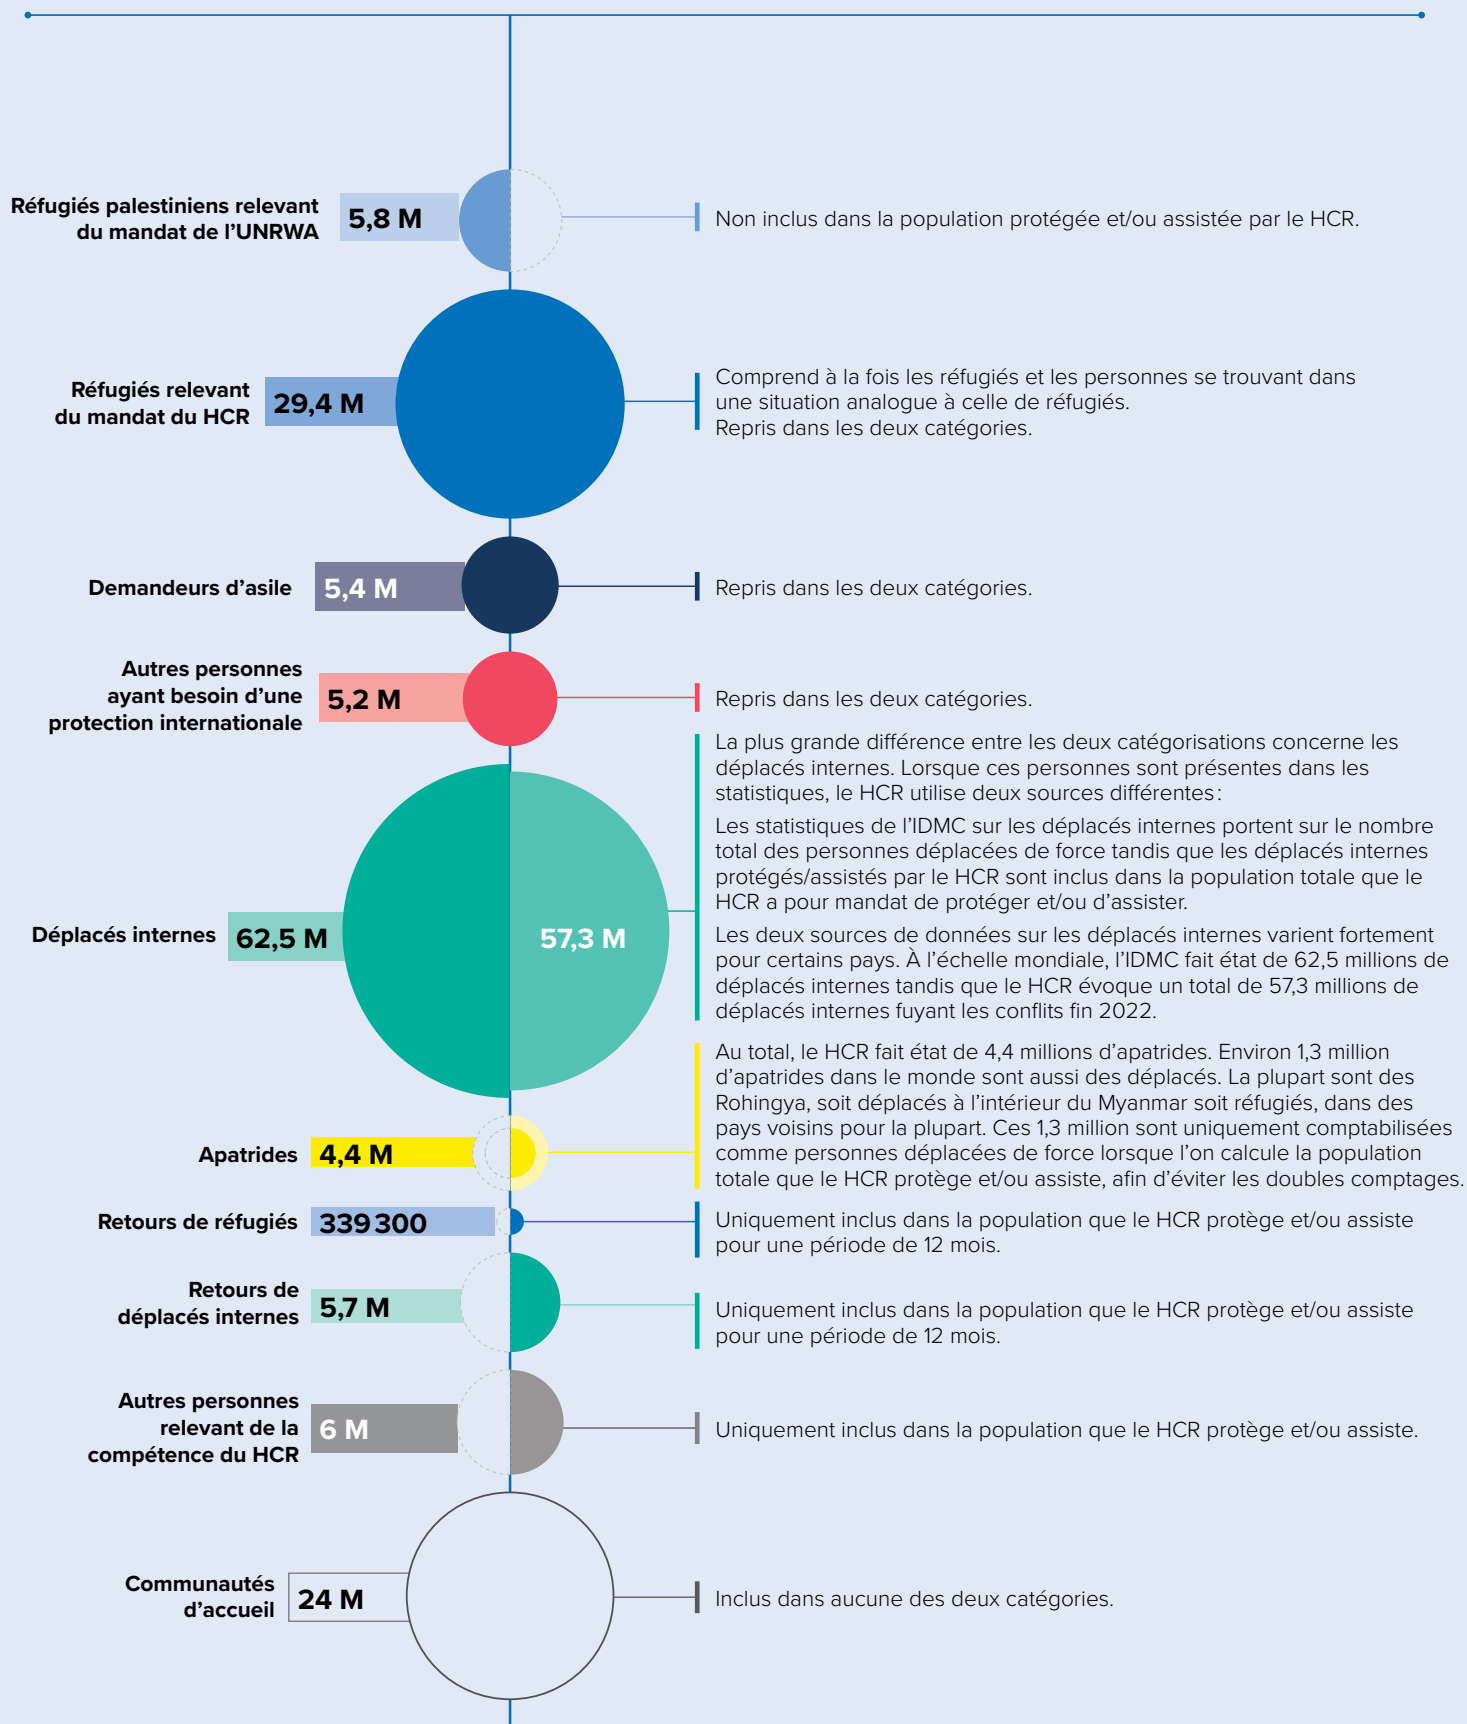 Réfugiés palestiniens relevant
du mandat de l’UNRWA
5,8 M
Non inclus dans la population protégée et/ou assistée par le HCR.
Réfugiés relevant
du mandat du HCR
29,4 M
Comprend à la fois les réfugiés et les personnes se trouvant dans
une situation analogue à celle de réfugiés.
Repris dans les deux catégories.
Demandeurs d’asile
5,4 M
Repris dans les deux catégories.
Autres personnes
ayant besoin d’une
protection internationale
5,2 M
Repris dans les deux catégories.
Déplacés internes
62,5 M
57,3 M
La plus grande différence entre les deux catégorisations concerne les
déplacés internes. Lorsque ces personnes sont présentes dans les
statistiques, le HCR utilise deux sources différentes :
Les statistiques de l’IDMC sur les déplacés internes portent sur le nombre
total des personnes déplacées de force tandis que les déplacés internes
protégés/assistés par le HCR sont inclus dans la population totale que le
HCR a pour mandat de protéger et/ou d’assister.
Les deux sources de données sur les déplacés internes varient fortement
pour certains pays. À l’échelle mondiale, l’IDMC fait état de 62,5 millions de
déplacés internes tandis que le HCR évoque un total de 57,3 millions de
déplacés internes fuyant les conflits fin 2022.
Apatrides
4,4 M
Au total, le HCR fait état de 4,4 millions d’apatrides. Environ 1,3 million
d’apatrides dans le monde sont aussi des déplacés. La plupart sont des
Rohingya, soit déplacés à l’intérieur du Myanmar soit réfugiés, dans des
pays voisins pour la plupart. Ces 1,3 million sont uniquement comptabilisées
comme personnes déplacées de force lorsque l’on calcule la population
totale que le HCR protège et/ou assiste, afin d’éviter les doubles comptages.
Retours de réfugiés
339 300
Uniquement inclus dans la population que le HCR protège et/ou assiste
pour une période de 12 mois.
Retours de
déplacés internes
5,7 M
Uniquement inclus dans la population que le HCR protège et/ou assiste
pour une période de 12 mois.
Autres personnes
relevant de la
compétence du HCR
6 M
Uniquement inclus dans la population que le HCR protège et/ou assiste.
Communautés
d’accueil
24 M
Inclus dans aucune des deux catégories.